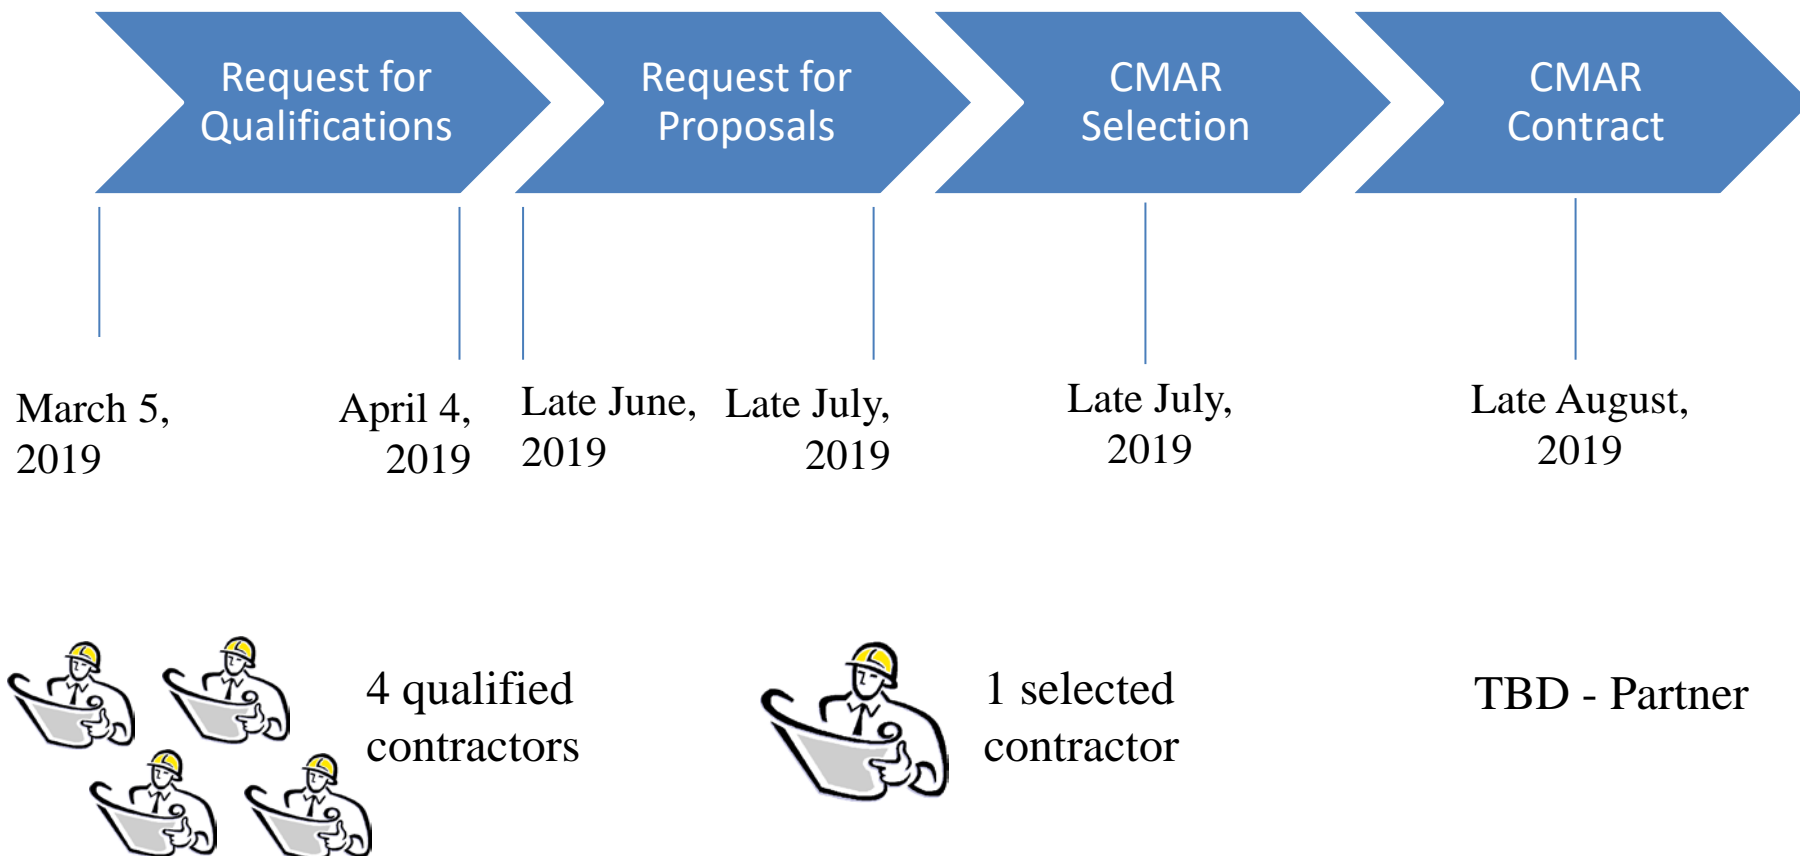 Request for
Qualifications
Request for
Proposals
CMAR
Selection
CMAR
Contract
March 5,
2019
April 4,
2019
Late June,
2019
Late July,
2019
Late July,
2019
Late August,
2019
4 qualified
contractors
1 selected
contractor
TBD - Partner